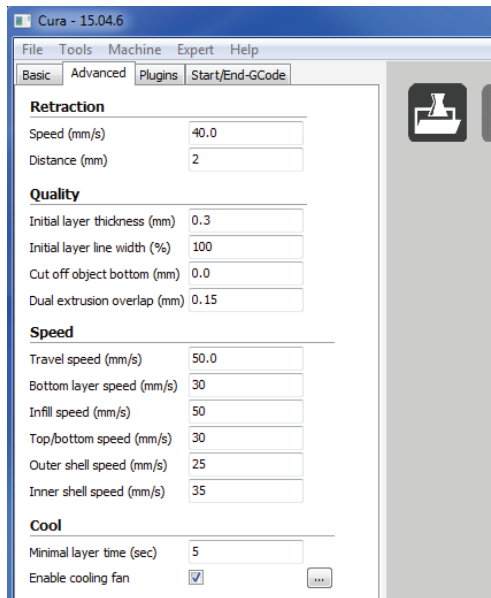 Cura - 15.04.6
File Tools Machine Expert Help
Basic Advanced Plugins Start/End-GCode
Retraction
Speed (mm/s) 40.0
Distance (mm) 2
Quality
Initial layer thickness (mm) 0.3
Initial layer line width (%) 100
Cut off object bottom (mm) 0.0
Dual extrusion overlap (mm) 0.15
Speed
Travel speed (mm/s) 50.0
Bottom layer speed (mm/s) 30
Infill speed (mm/s) 50
Top/bottom speed (mm/s) 30
Outer shell speed (mm/s) 25
Inner shell speed (mm/s) 35
Cool
Minimal layer time (sec) 5
Enable cooling fan ...